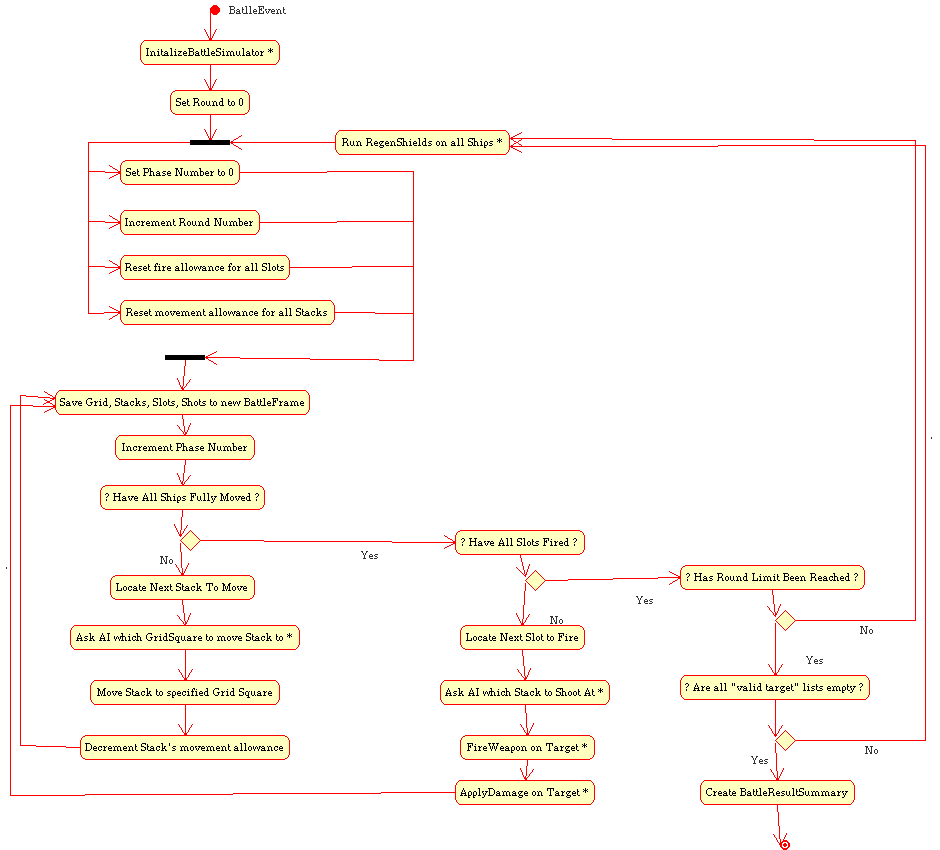 BatlleEvent
InitalizeBattleSimulator *
Set Round to 0
Run RegenShields on all Ships *
Set Phase Number to 0
Increment Round Number
Reset fire allowance for all Slots
Reset movement allowance for all Stacks
Save Grid, Stacks, Slots, Shots to new BattleFrame
Increment Phase Number
? Have All Ships Fully Moved ?
Yes
No
? Have All Slots Fired ?
Yes
No
? Has Round Limit Been Reached ?
No
Yes
Locate Next Stack To Move
Ask AI which GridSquare to move Stack to *
Move Stack to specified Grid Square
Decrement Stack's movement allowance
Locate Next Slot to Fire
Ask AI which Stack to Shoot At *
FireWeapon on Target *
ApplyDamage on Target *
? Are all "valid target" lists empty ?
No
Yes
Create BattleResultSummary